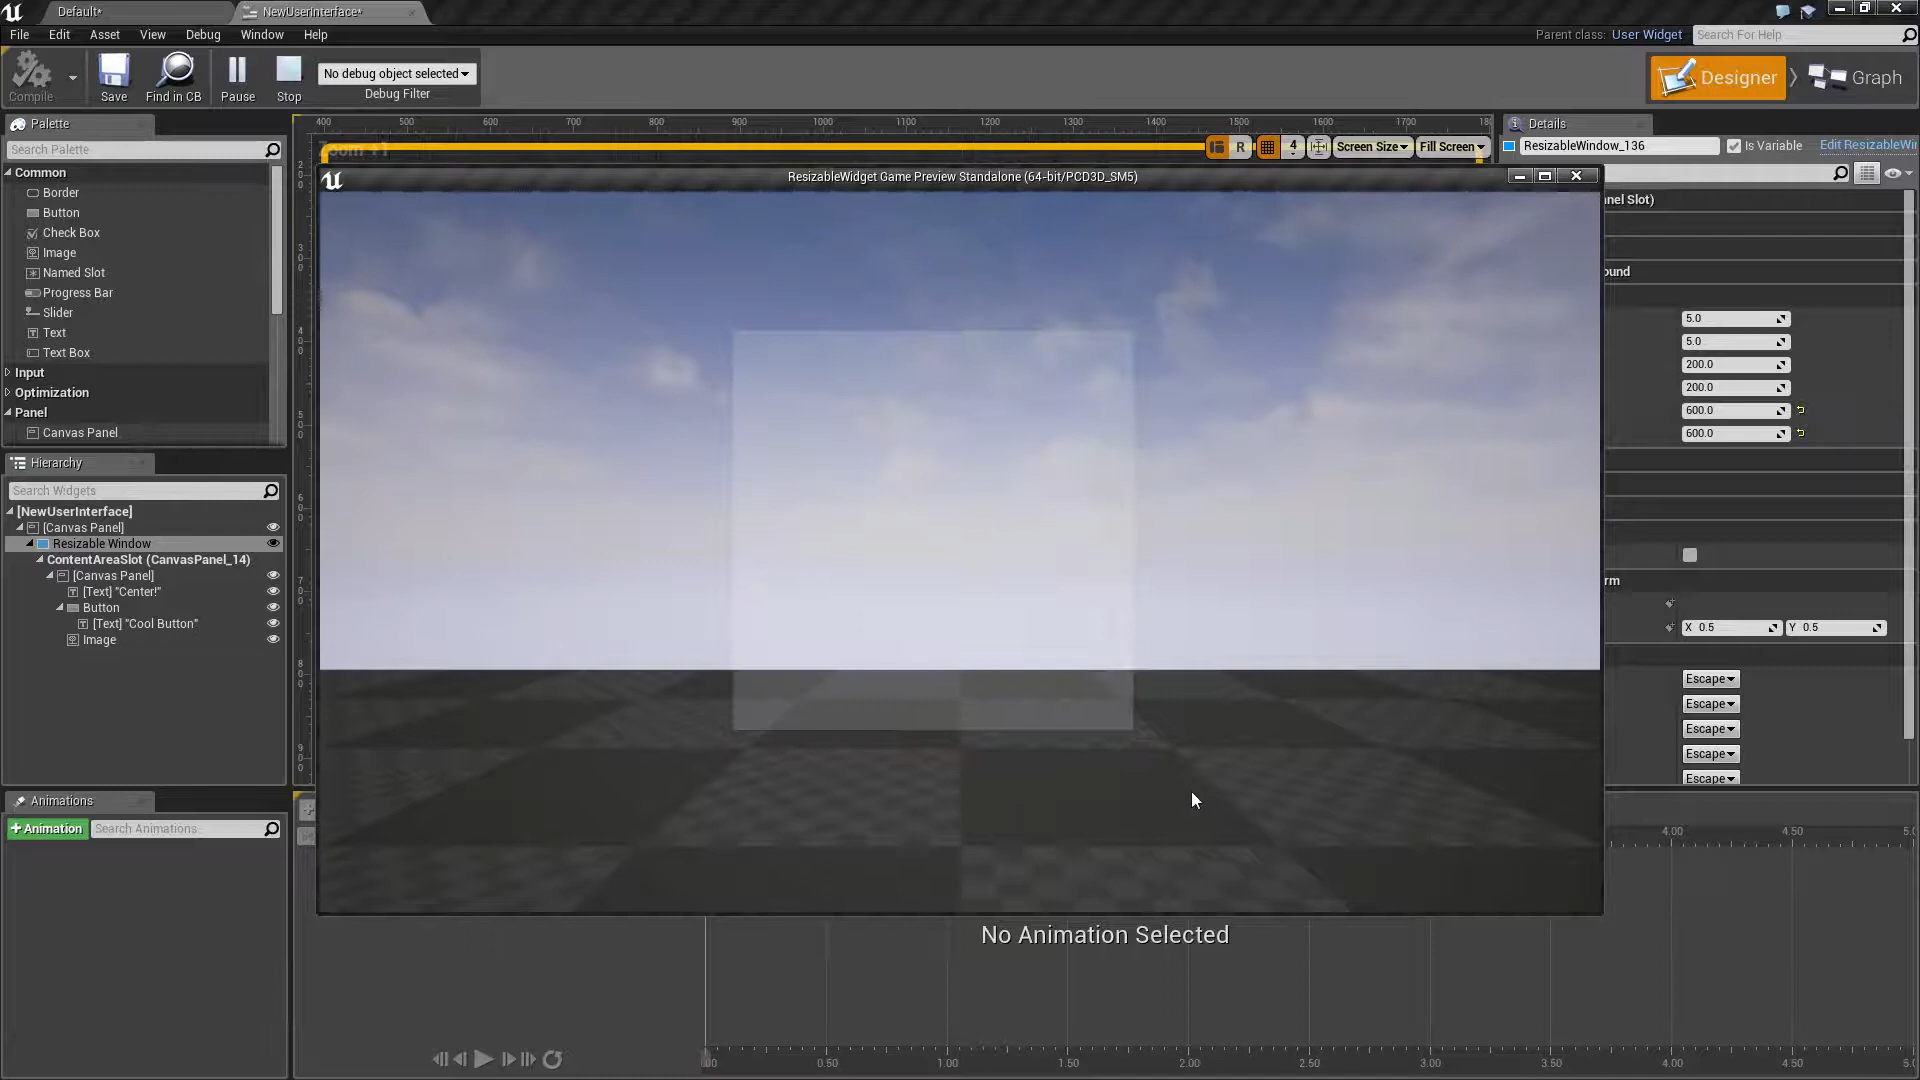 Default*
NewUserInterface*
File Edit Asset View Debug Window Help
Parent class: User Widget
Search For Help
Compile
Save
Find in CB
Pause
Stop
No debug object selected
Debug Filter
Designer
Graph
Palette
Search Palette
Common
Border
Button
Check Box
Image
Named Slot
Progress Bar
Slider
Text
Text Box
Input
Optimization
Panel
Canvas Panel
Hierarchy
Search Widgets
[NewUserInterface]
[Canvas Panel]
Resizable Window
ContentAreaSlot (CanvasPanel_14)
[Canvas Panel]
[Text] "Center!"
Button
[Text] "Cool Button"
Image
Animations
Animation
Search Animations
400 500 600 700 800 900 1000 1100 1200 1300 1400 1500 1600 1700
Zoom +1
R
4
Screen Size
Fill Screen
ResizableWidget Game Preview Standalone (64-bit/PCD3D_SM5)
Details
ResizableWindow_136
Is Variable
Edit ResizableWi
nel Slot)
ound
5.0
5.0
200.0
200.0
600.0
600.0
rm
X 0.5
Y 0.5
Escape
Escape
Escape
Escape
Escape
4.00 4.50 5.0
No Animation Selected
0.50 1.00 1.50 2.00 2.50 3.00 3.50 4.00 4.50